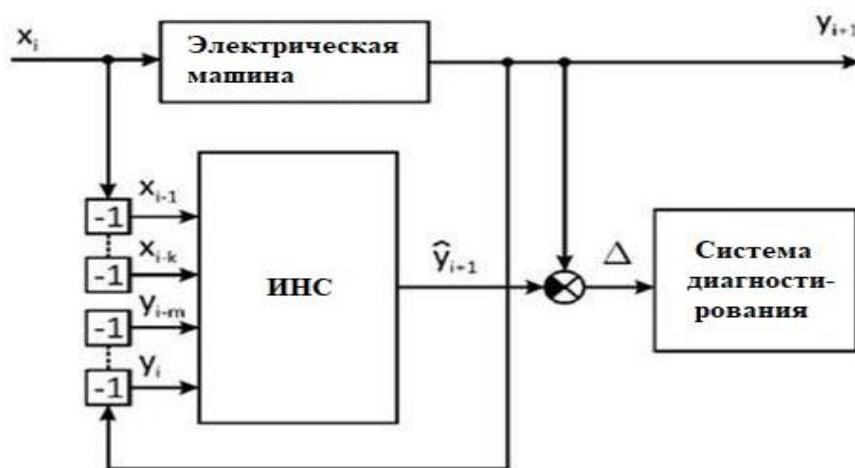 xᵢ
Электрическая
машина
yᵢ₊₁
-1
xᵢ₋₁
-1
xᵢ₋ₖ
-1
yᵢ₋ₘ
-1
yᵢ
ИНС
ŷᵢ₊₁
Δ
Система
диагности-
рования